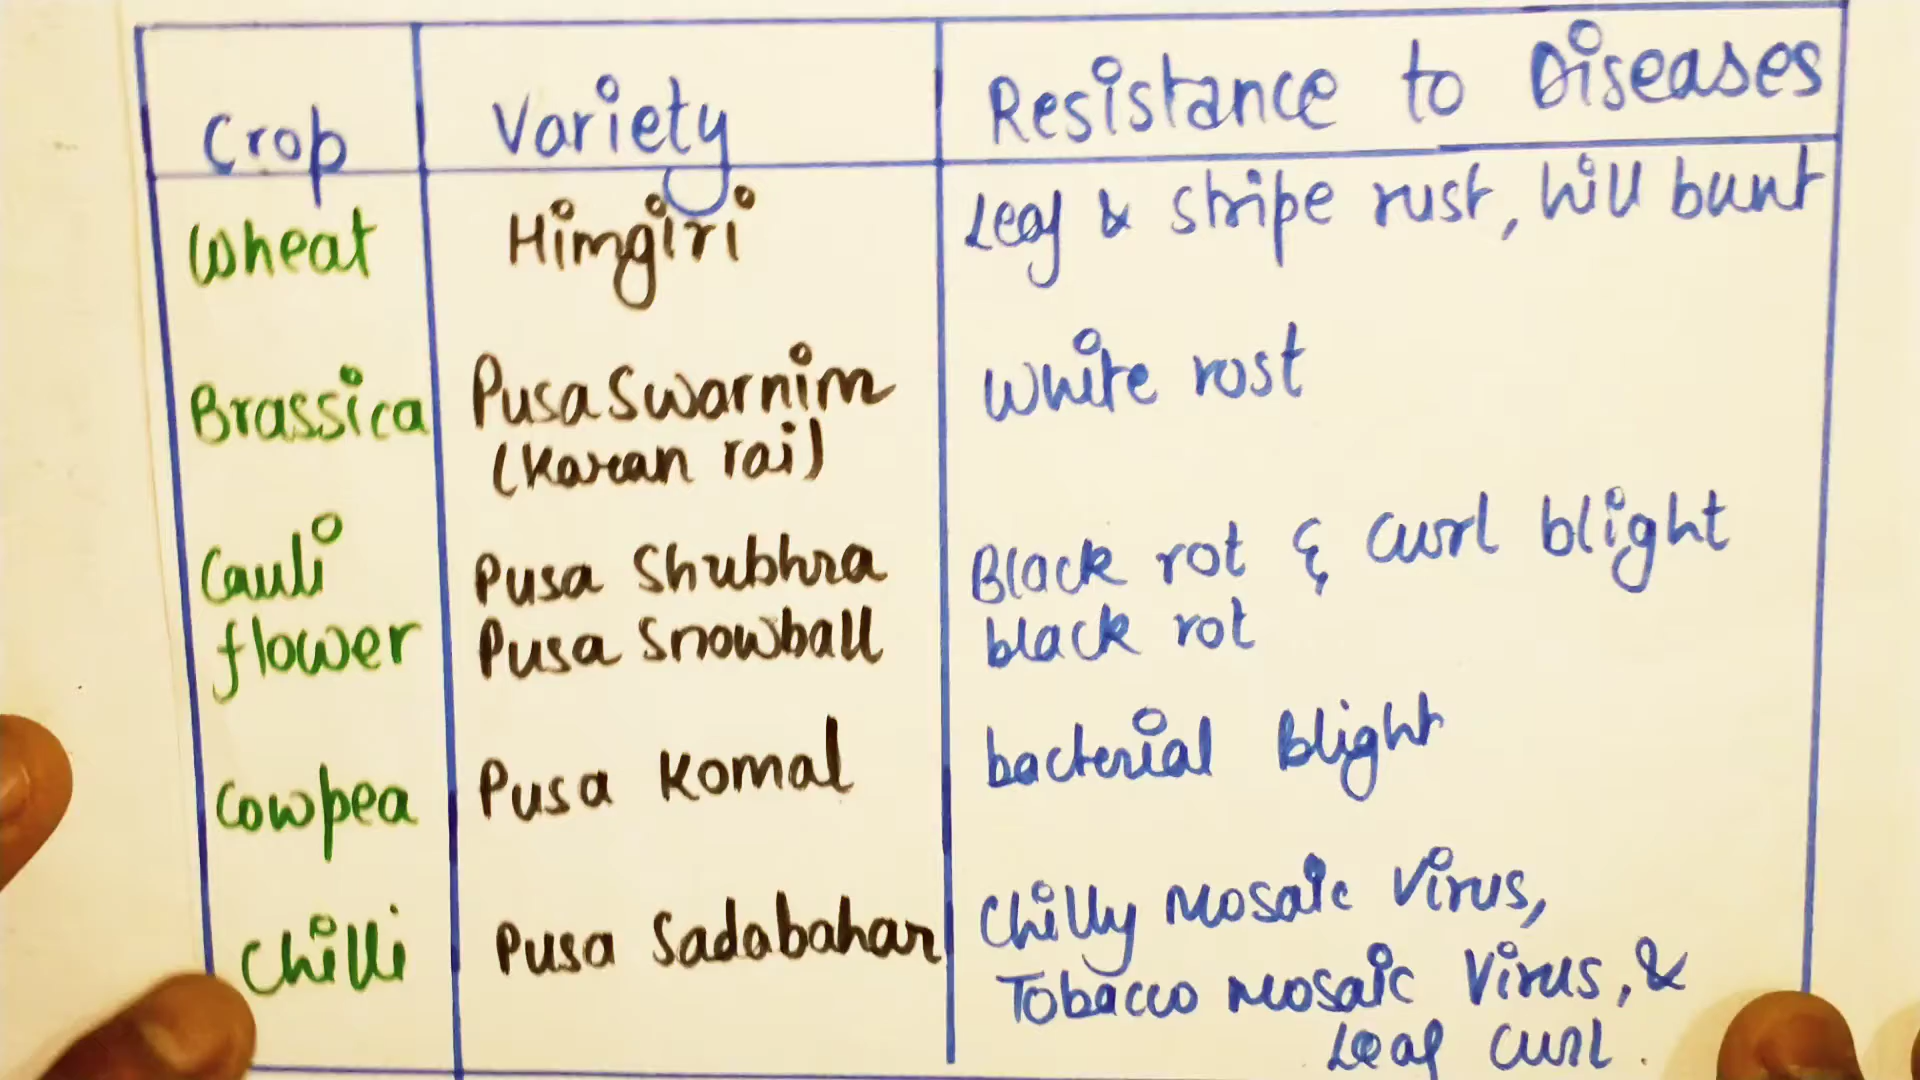 Crop Variety Resistance to Diseases
Wheat Himgiri Leaf & stripe rust, hill bunt
Brassica Pusa Swarnim White rost
(Karan rai)
Cauli Pusa Shubhra Black rot & Curl blight
flower Pusa Snowball black rot
Cowpea Pusa Komal bacterial Blight
Chilli Pusa Sadabahar Chilly Mosaic Virus,
Tobacco Mosaic Virus, &
Leaf Curl.